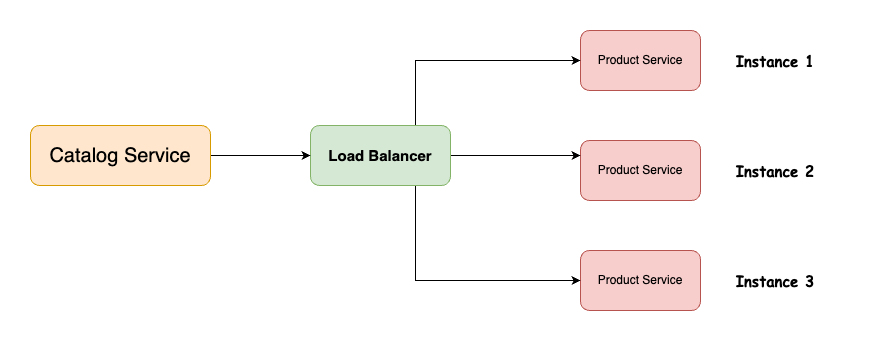 Product Service
Instance 1
Catalog Service
Load Balancer
Product Service
Instance 2
Product Service
Instance 3